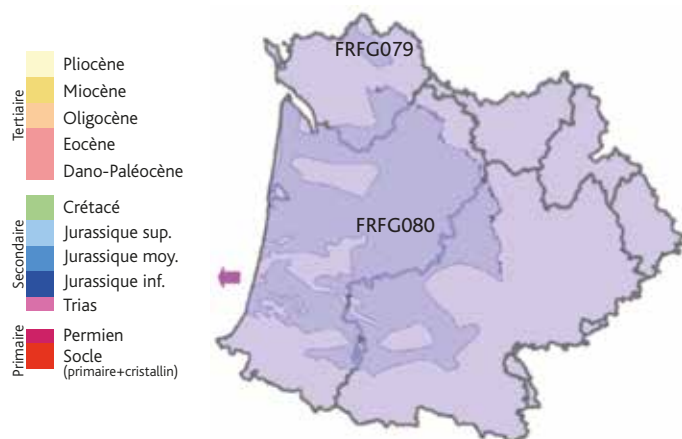 Tertiaire
Pliocène
Miocène
Oligocène
Eocène
Dano-Paléocène
Secondaire
Crétacé
Jurassique sup.
Jurassique moy.
Jurassique inf.
Trias
Primaire
Permien
Socle
(primaire+cristallin)
FRFG079
FRFG080